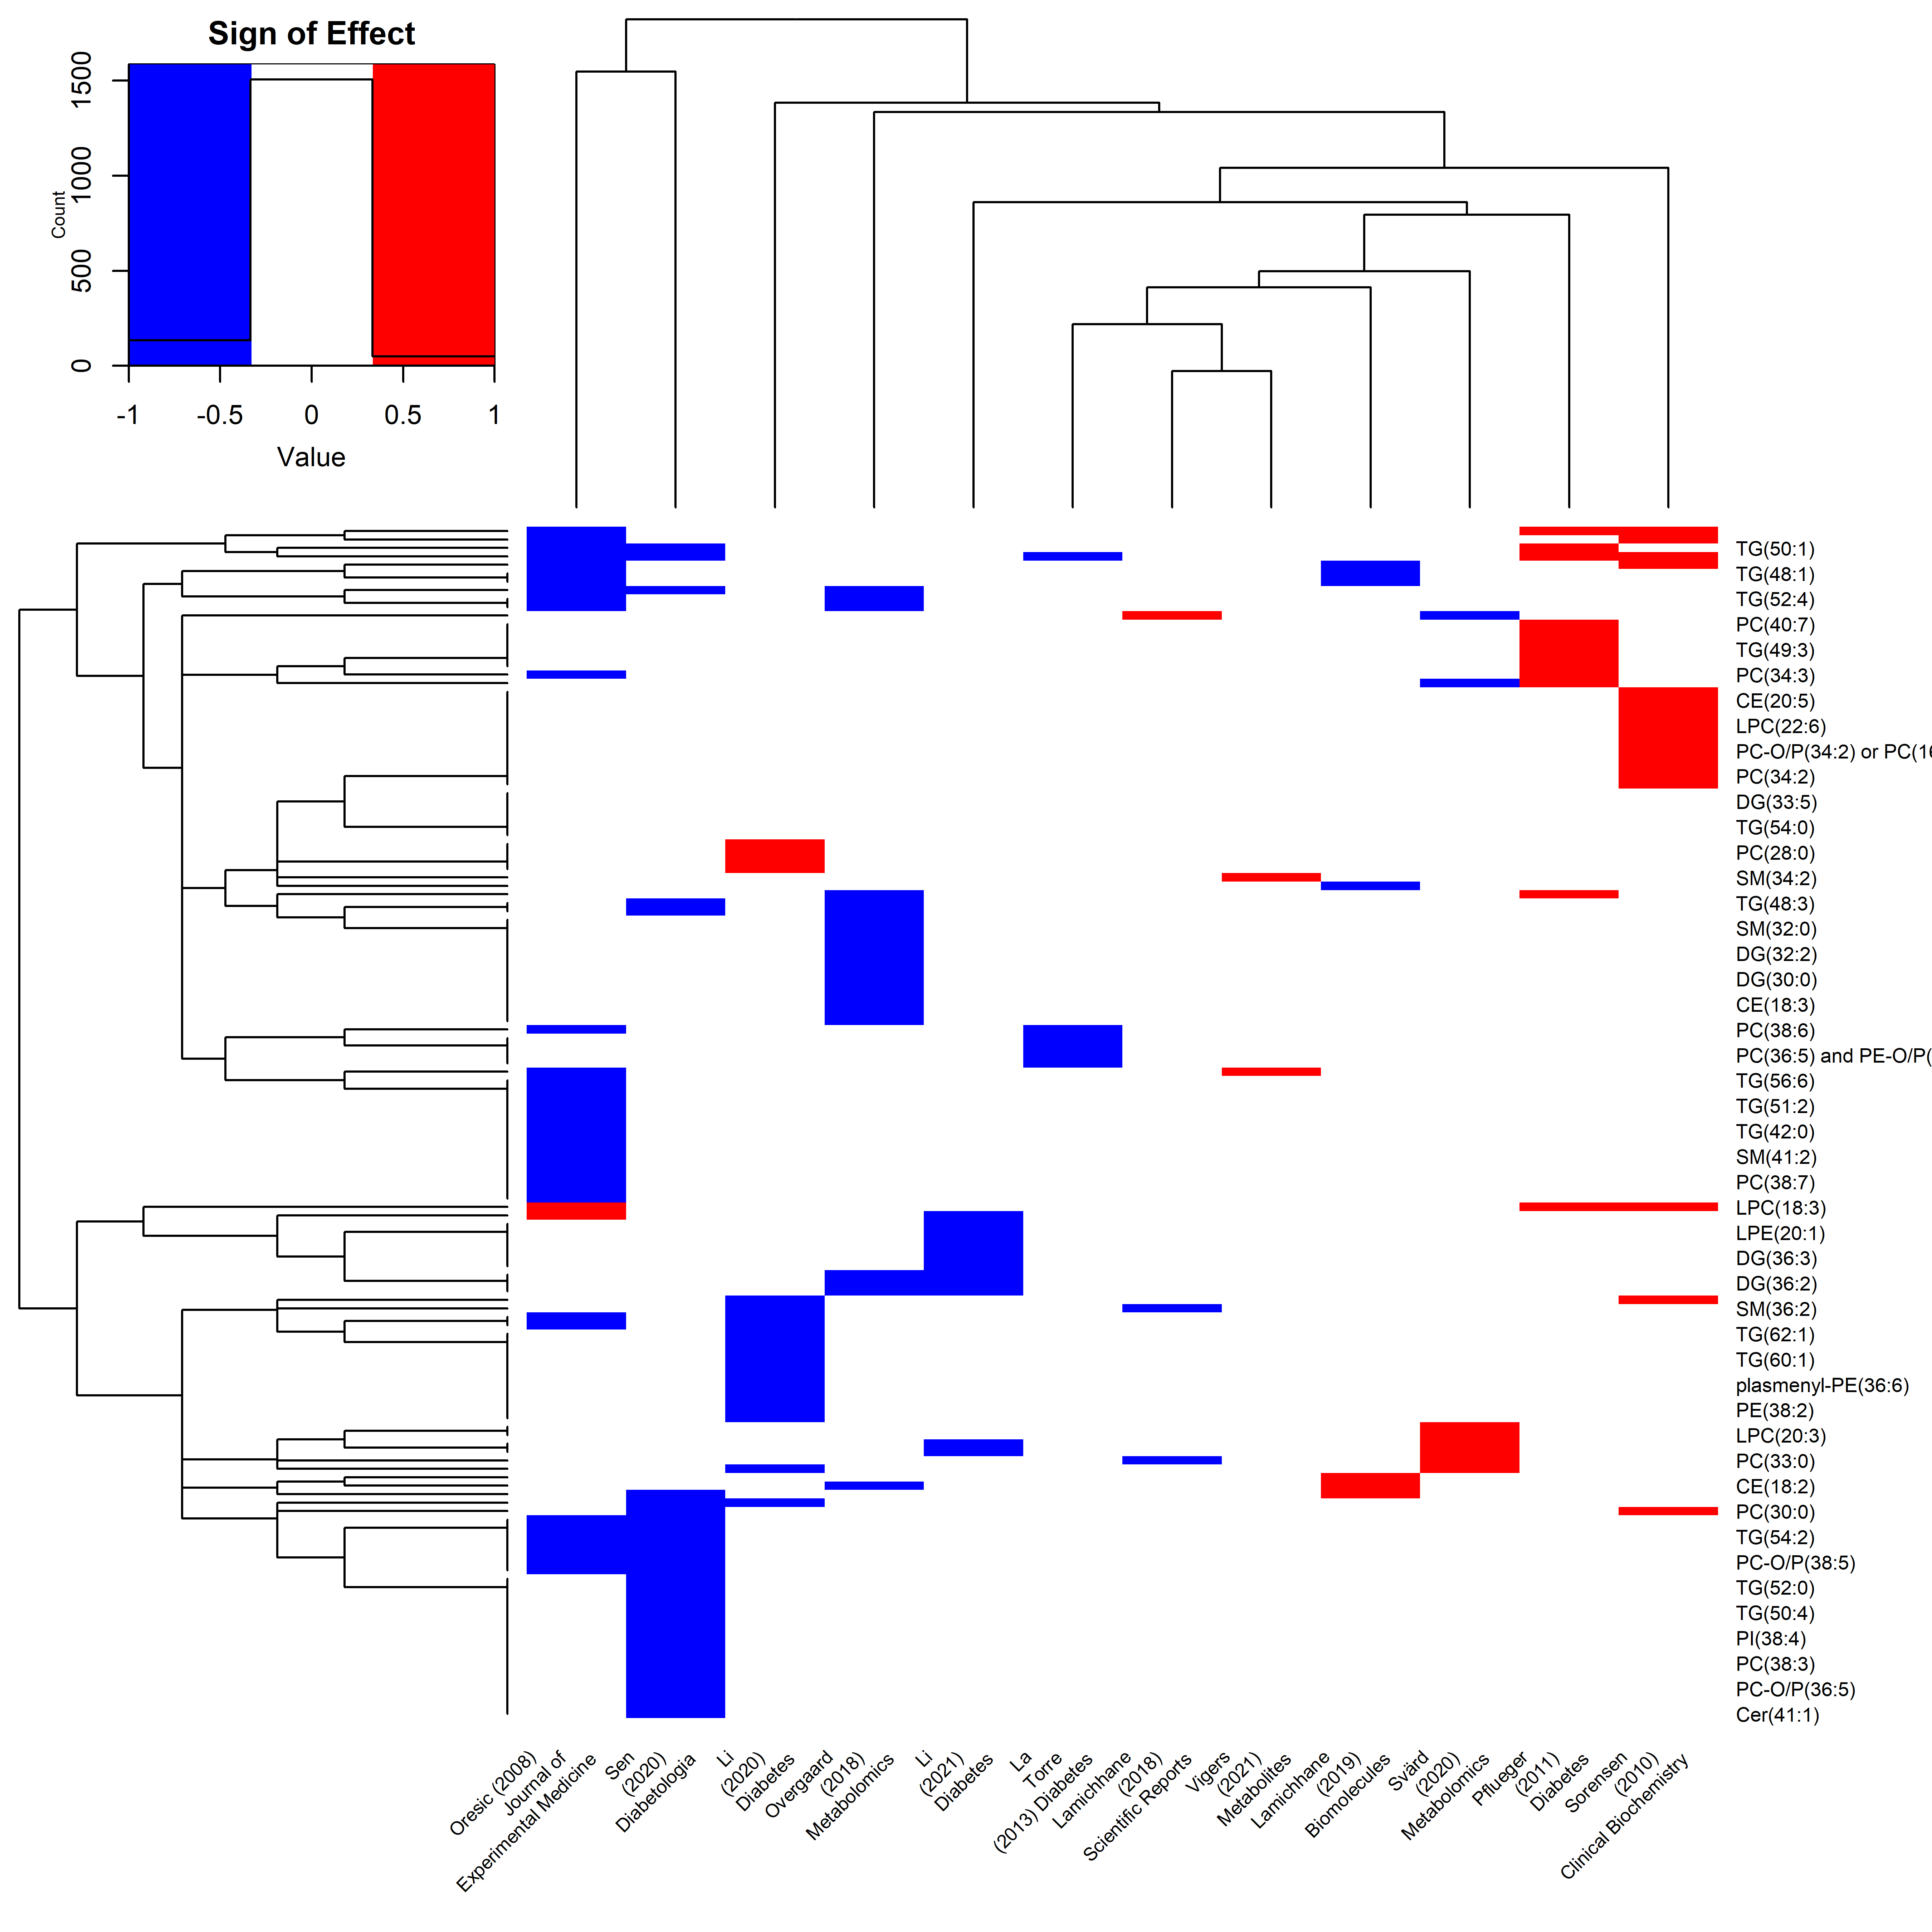 Sign of Effect
1500
1000
500
0
Count
-1
-0.5
0
0.5
1
Value
TG(50:1)
TG(48:1)
TG(52:4)
PC(40:7)
TG(49:3)
PC(34:3)
CE(20:5)
LPC(22:6)
PC-O/P(34:2) or PC(16
PC(34:2)
DG(33:5)
TG(54:0)
PC(28:0)
SM(34:2)
TG(48:3)
SM(32:0)
DG(32:2)
DG(30:0)
CE(18:3)
PC(38:6)
PC(36:5) and PE-O/P(
TG(56:6)
TG(51:2)
TG(42:0)
SM(41:2)
PC(38:7)
LPC(18:3)
LPE(20:1)
DG(36:3)
DG(36:2)
SM(36:2)
TG(62:1)
TG(60:1)
plasmenyl-PE(36:6)
PE(38:2)
LPC(20:3)
PC(33:0)
CE(18:2)
PC(30:0)
TG(54:2)
PC-O/P(38:5)
TG(52:0)
TG(50:4)
PI(38:4)
PC(38:3)
PC-O/P(36:5)
Cer(41:1)
Oresic (2008)
Journal of
Experimental Medicine
Sen
(2020)
Diabetologia
Li
(2020)
Diabetes
Overgaard
(2018)
Metabolomics
Li
(2021)
Diabetes
La
Torre
(2013) Diabetes
Lamichhane
(2018)
Scientific Reports
Vigers
(2021)
Metabolites
Lamichhane
(2019)
Biomolecules
Svärd
(2020)
Metabolomics
Pflueger
(2011)
Diabetes
Sorensen
(2010)
Clinical Biochemistry